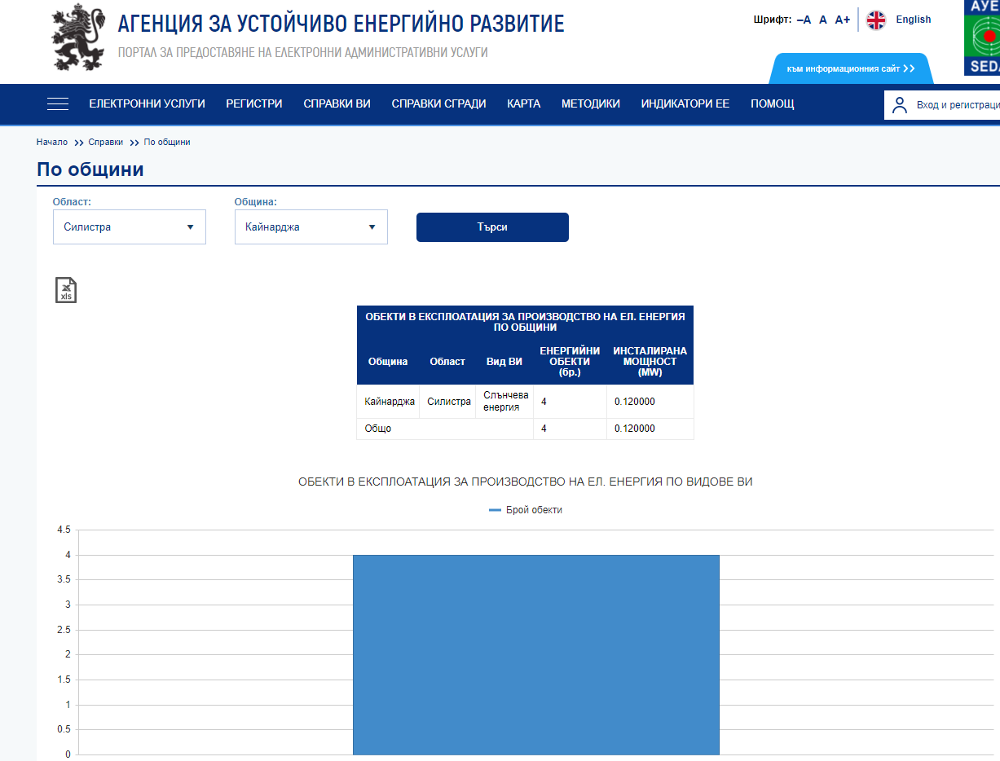 АГЕНЦИЯ ЗА УСТОЙЧИВО ЕНЕРГИЙНО РАЗВИТИЕ
ПОРТАЛ ЗА ПРЕДОСТАВЯНЕ НА ЕЛЕКТРОННИ АДМИНИСТРАТИВНИ УСЛУГИ
Шрифт: –A A A+ English
към информационния сайт
SED
ЕЛЕКТРОННИ УСЛУГИ РЕГИСТРИ СПРАВКИ ВИ СПРАВКИ СГРАДИ КАРТА МЕТОДИКИ ИНДИКАТОРИ ЕЕ ПОМОЩ
Вход и регистраци
Начало Справки По общини
По общини
Област: Община:
Силистра Кайнарджа Търси
xls
ОБЕКТИ В ЕКСПЛОАТАЦИЯ ЗА ПРОИЗВОДСТВО НА ЕЛ. ЕНЕРГИЯ
ПО ОБЩИНИ
Община Област Вид ВИ ЕНЕРГИЙНИ ОБЕКТИ (бр.) ИНСТАЛИРАНА МОЩНОСТ (MW)
Кайнарджа Силистра Слънчева енергия 4 0.120000
Общо 4 0.120000
ОБЕКТИ В ЕКСПЛОАТАЦИЯ ЗА ПРОИЗВОДСТВО НА ЕЛ. ЕНЕРГИЯ ПО ВИДОВЕ ВИ
Брой обекти
4.5
4
3.5
3
2.5
2
1.5
1
0.5
0